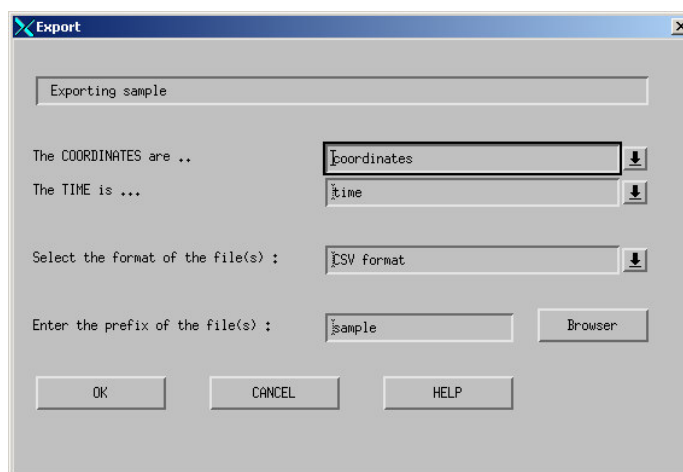 Export
Exporting sample
The COORDINATES are ..
coordinates
The TIME is ...
time
Select the format of the file(s) :
CSV format
Enter the prefix of the file(s) :
sample
Browser
OK
CANCEL
HELP